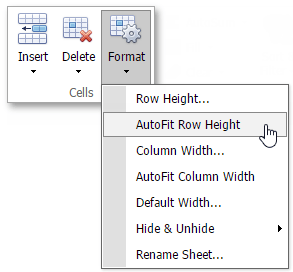 Insert Delete Format
Cells
Row Height...
AutoFit Row Height
Column Width...
AutoFit Column Width
Default Width...
Hide & Unhide
Rename Sheet...